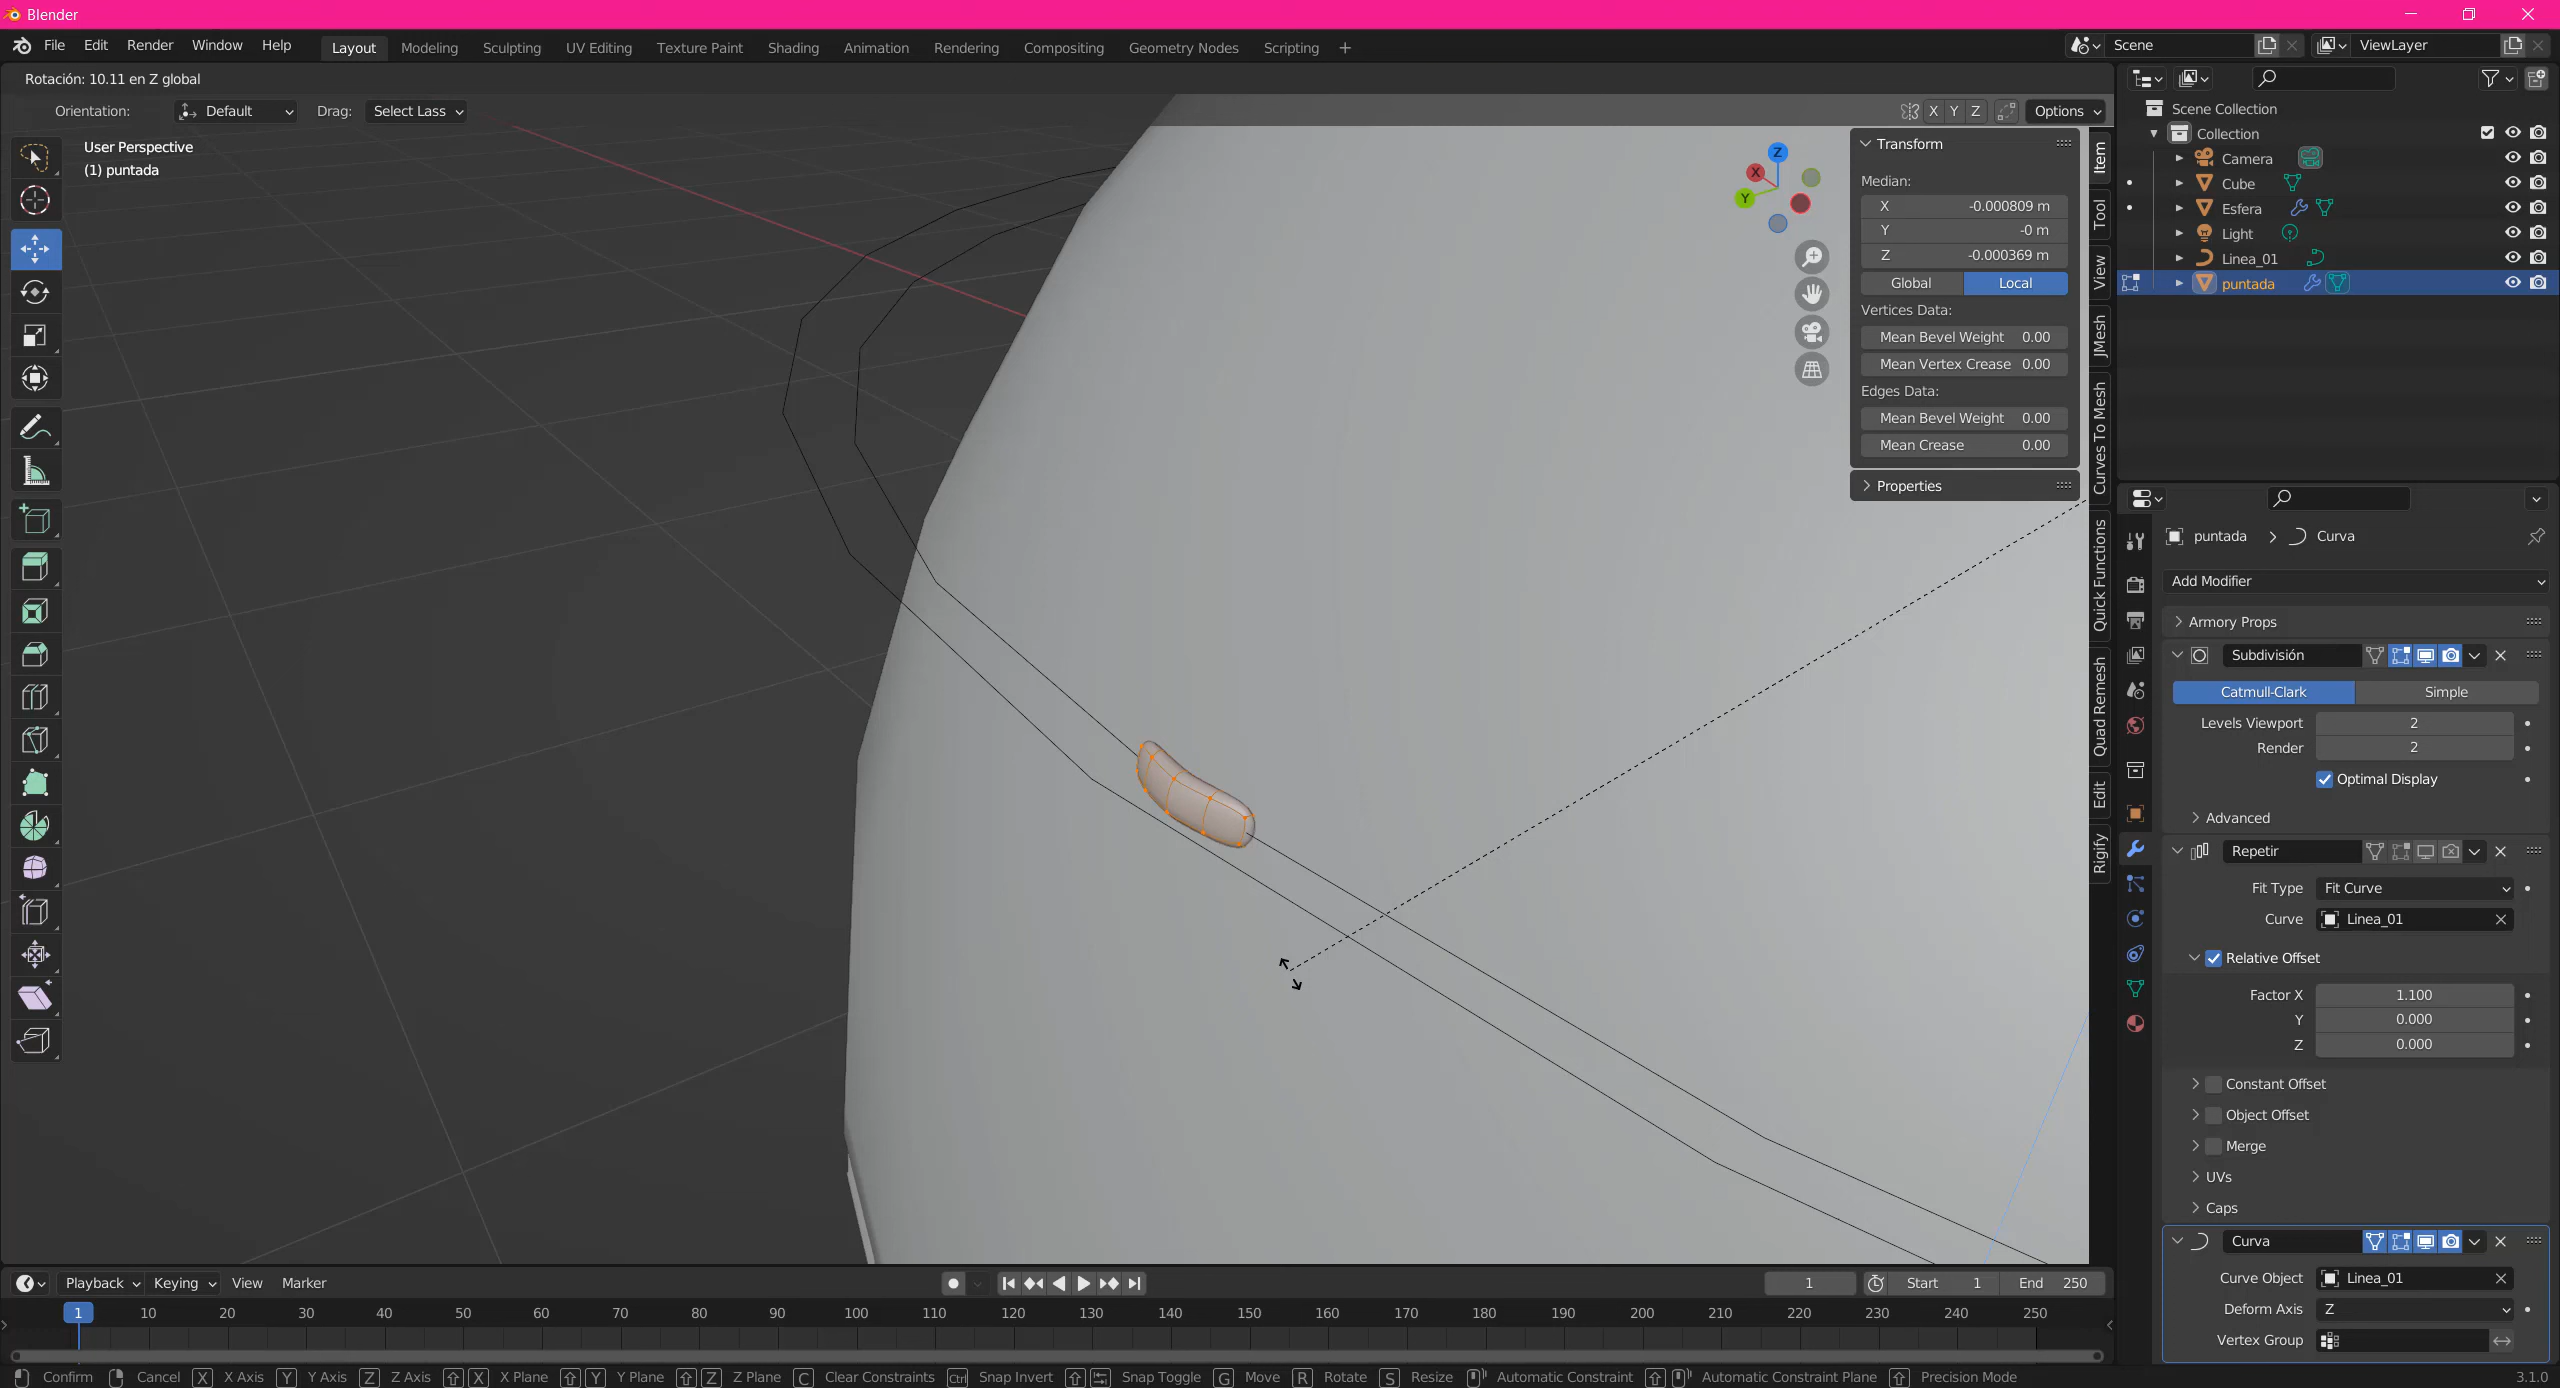 Blender
File Edit Render Window Help Layout Modeling Sculpting UV Editing Texture Paint Shading Animation Rendering Compositing Geometry Nodes Scripting + Scene ViewLayer
Rotación: 10.11 en Z global
Orientation: Default Drag: Select Lass X Y Z Options
User Perspective
(1) puntada
Z
X
Y
Transform
Median:
X -0.000809 m
Y -0 m
Z -0.000369 m
Global Local
Vertices Data:
Mean Bevel Weight 0.00
Mean Vertex Crease 0.00
Edges Data:
Mean Bevel Weight 0.00
Mean Crease 0.00
Properties
Item
Tool
View
JMesh
Curves To Mesh
Quick Functions
Quad Remesh
Edit
Rigify
Scene Collection
Collection
Camera
Cube
Esfera
Light
Linea_01
puntada
puntada > Curva
Add Modifier
Armory Props
Subdivisión
Catmull-Clark Simple
Levels Viewport 2
Render 2
Optimal Display
Advanced
Repetir
Fit Type Fit Curve
Curve Linea_01
Relative Offset
Factor X 1.100
Y 0.000
Z 0.000
Constant Offset
Object Offset
Merge
UVs
Caps
Curva
Curve Object Linea_01
Deform Axis Z
Vertex Group
Playback Keying View Marker 1 Start 1 End 250
1 10 20 30 40 50 60 70 80 90 100 110 120 130 140 150 160 170 180 190 200 210 220 230 240 250
Confirm Cancel X X Axis Y Y Axis Z Z Axis X X Plane Y Y Plane Z Z Plane C Clear Constraints Ctrl Snap Invert Snap Toggle G Move R Rotate S Resize Automatic Constraint Automatic Constraint Plane Precision Mode 3.1.0